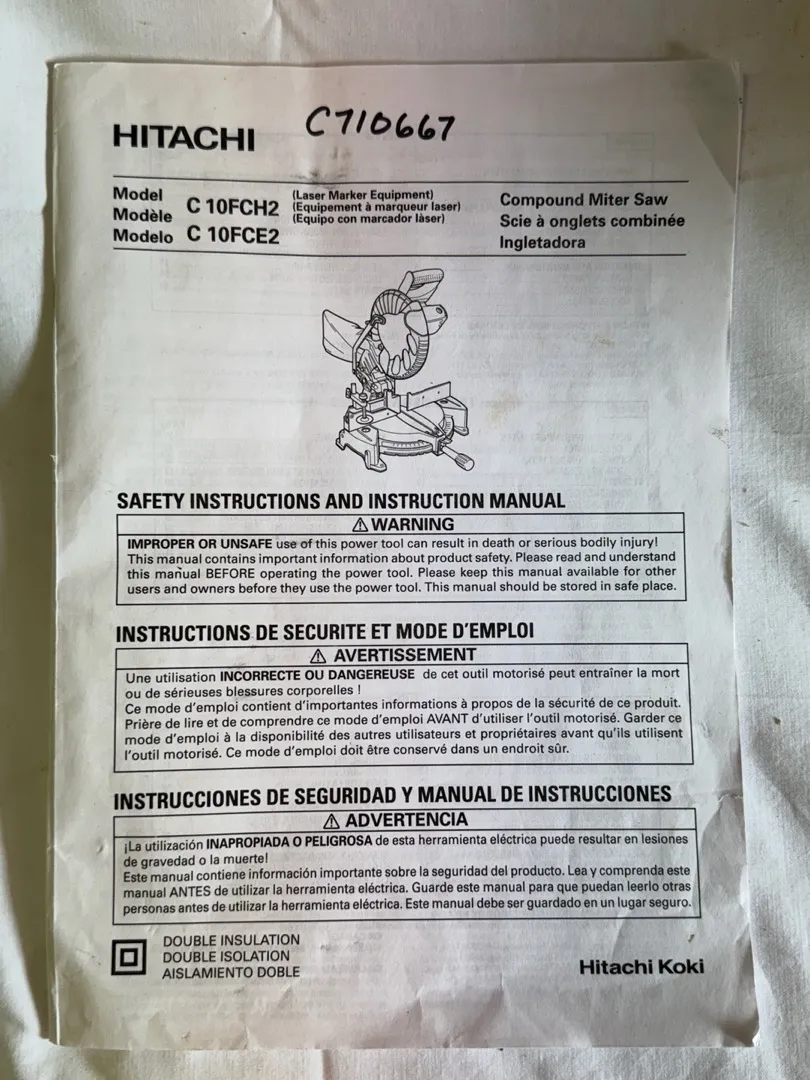 HITACHI
C710667
Model
Modèle
Modelo
C 10FCH2
C 10FCE2
(Laser Marker Equipment)
(Equipement à marqueur laser)
(Equipo con marcador láser)
Compound Miter Saw
Scie à onglets combinée
Ingletadora
SAFETY INSTRUCTIONS AND INSTRUCTION MANUAL
⚠ WARNING
IMPROPER OR UNSAFE use of this power tool can result in death or serious bodily injury!
This manual contains important information about product safety. Please read and understand
this manual BEFORE operating the power tool. Please keep this manual available for other
users and owners before they use the power tool. This manual should be stored in safe place.
INSTRUCTIONS DE SECURITE ET MODE D'EMPLOI
⚠ AVERTISSEMENT
Une utilisation INCORRECTE OU DANGEREUSE de cet outil motorisé peut entraîner la mort
ou de sérieuses blessures corporelles !
Ce mode d'emploi contient d'importantes informations à propos de la sécurité de ce produit.
Prière de lire et de comprendre ce mode d'emploi AVANT d'utiliser l'outil motorisé. Garder ce
mode d'emploi à la disponibilité des autres utilisateurs et propriétaires avant qu'ils utilisent
l'outil motorisé. Ce mode d'emploi doit être conservé dans un endroit sûr.
INSTRUCCIONES DE SEGURIDAD Y MANUAL DE INSTRUCCIONES
⚠ ADVERTENCIA
¡La utilización INAPROPIADA O PELIGROSA de esta herramienta eléctrica puede resultar en lesiones
de gravedad o la muerte!
Este manual contiene información importante sobre la seguridad del producto. Lea y comprenda este
manual ANTES de utilizar la herramienta eléctrica. Guarde este manual para que puedan leerlo otras
personas antes de utilizar la herramienta eléctrica. Este manual debe ser guardado en un lugar seguro.
DOUBLE INSULATION
DOUBLE ISOLATION
AISLAMIENTO DOBLE
Hitachi Koki